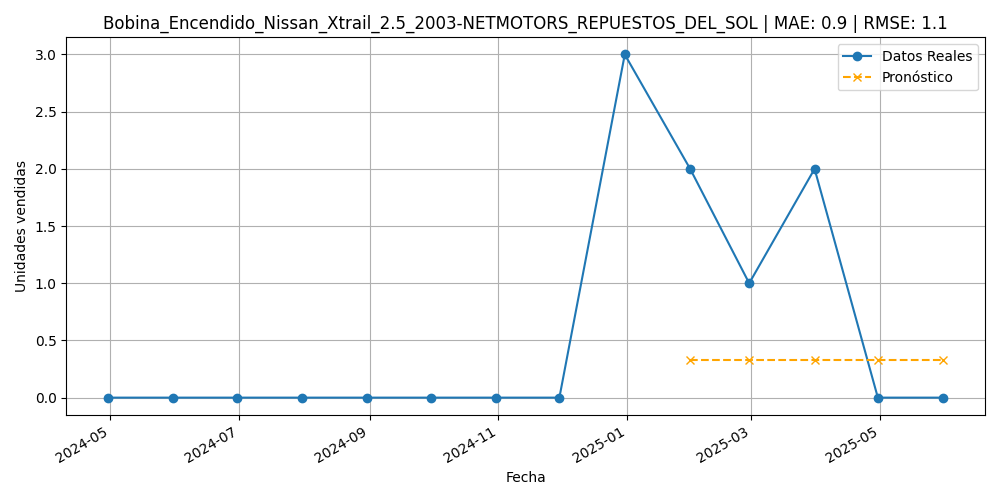 Bobina_Encendido_Nissan_Xtrail_2.5_2003-NETMOTORS_REPUESTOS_DEL_SOL | MAE: 0.9 | RMSE: 1.1
Datos Reales
Pronóstico
Unidades vendidas
3.0
2.5
2.0
1.5
1.0
0.5
0.0
2024-05
2024-07
2024-09
2024-11
2025-01
2025-03
2025-05
Fecha